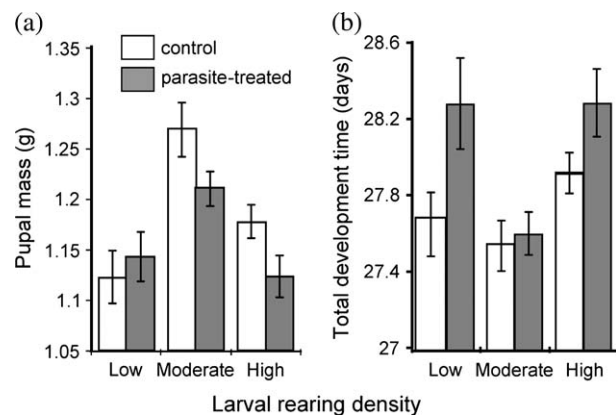 (a)
Pupal mass (g)
1.35
1.3
1.25
1.2
1.15
1.1
1.05
control
parasite-treated
Low Moderate High
(b)
Total development time (days)
28.6
28.2
27.8
27.4
27
Low Moderate High
Larval rearing density